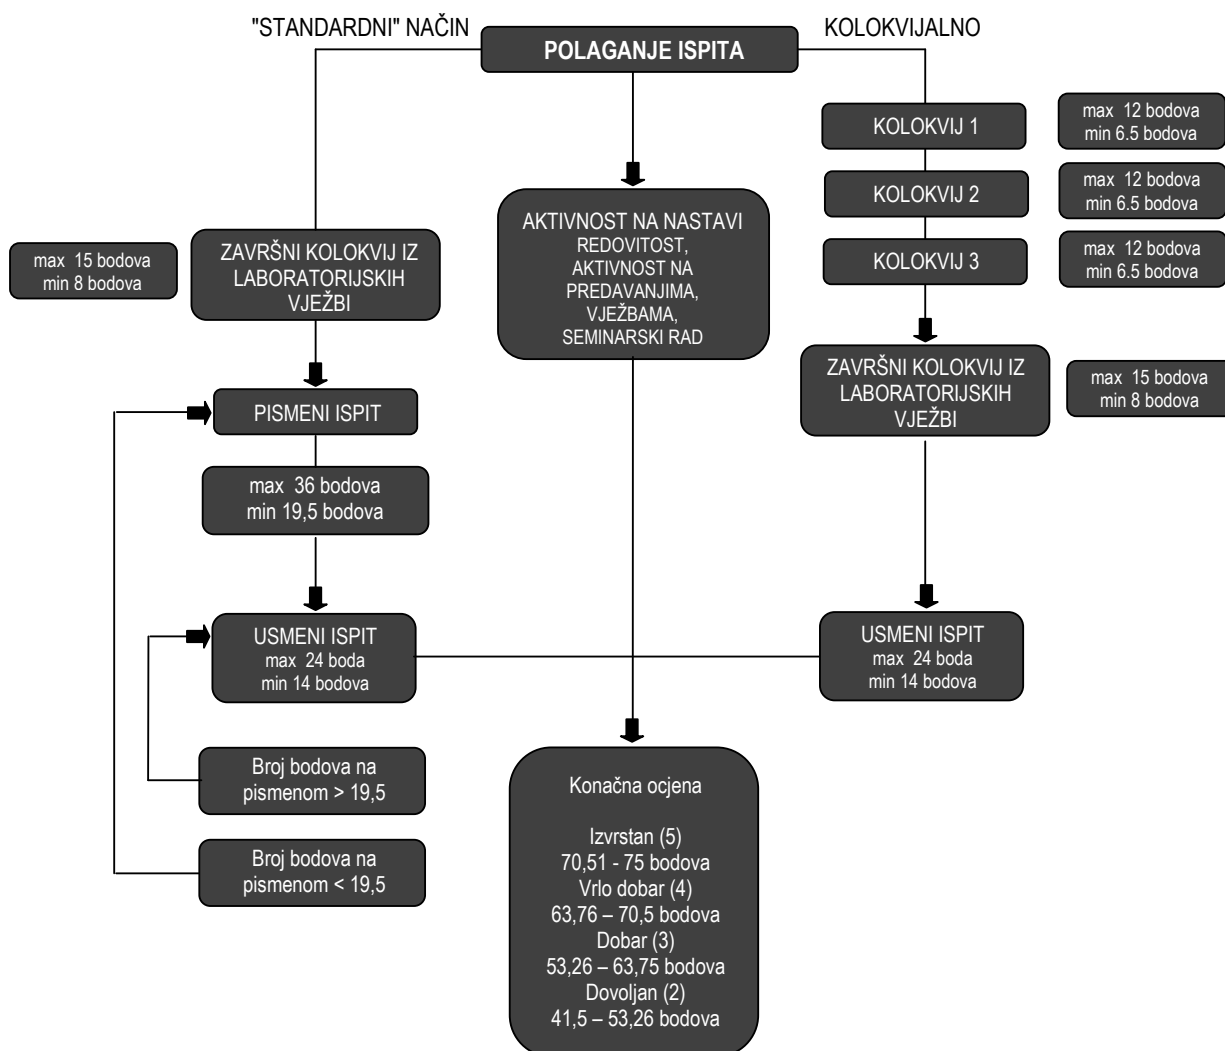 "STANDARDNI" NAČIN
POLAGANJE ISPITA
KOLOKVIJALNO
KOLOKVIJ 1
max 12 bodova
min 6.5 bodova
KOLOKVIJ 2
max 12 bodova
min 6.5 bodova
KOLOKVIJ 3
max 12 bodova
min 6.5 bodova
AKTIVNOST NA NASTAVI
REDOVITOST,
AKTIVNOST NA
PREDAVANJIMA,
VJEŽBAMA,
SEMINARSKI RAD
max 15 bodova
min 8 bodova
ZAVRŠNI KOLOKVIJ IZ
LABORATORIJSKIH
VJEŽBI
ZAVRŠNI KOLOKVIJ IZ
LABORATORIJSKIH
VJEŽBI
max 15 bodova
min 8 bodova
PISMENI ISPIT
max 36 bodova
min 19,5 bodova
USMENI ISPIT
max 24 boda
min 14 bodova
USMENI ISPIT
max 24 boda
min 14 bodova
Broj bodova na
pismenom > 19,5
Broj bodova na
pismenom < 19,5
Konačna ocjena
Izvrstan (5)
70,51 - 75 bodova
Vrlo dobar (4)
63,76 – 70,5 bodova
Dobar (3)
53,26 – 63,75 bodova
Dovoljan (2)
41,5 – 53,26 bodova